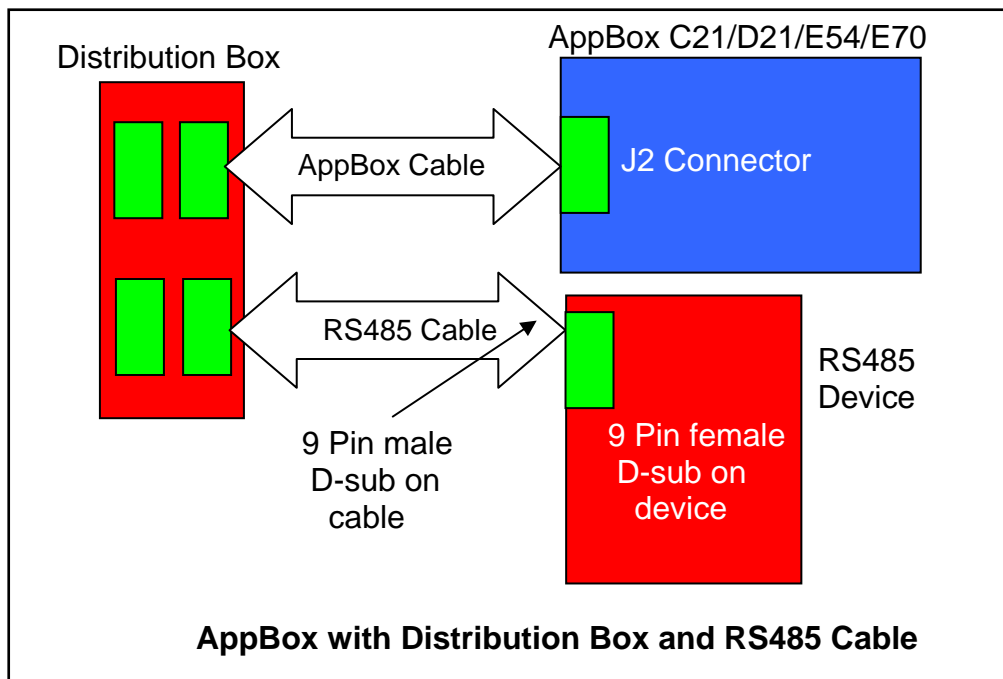 AppBox C21/D21/E54/E70
Distribution Box
AppBox Cable
J2 Connector
RS485 Cable
RS485
Device
9 Pin male
D-sub on
cable
9 Pin female
D-sub on
device
AppBox with Distribution Box and RS485 Cable